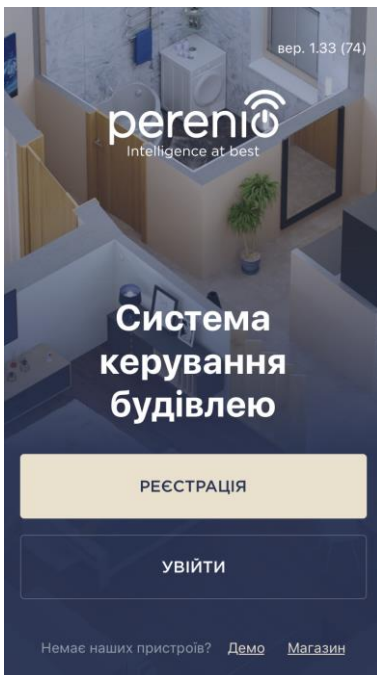 вер. 1.33 (74)
perenio
Intelligence at best
Система
керування
будівлею
РЕЄСТРАЦІЯ
УВІЙТИ
Немає наших пристроїв? Демо Магазин